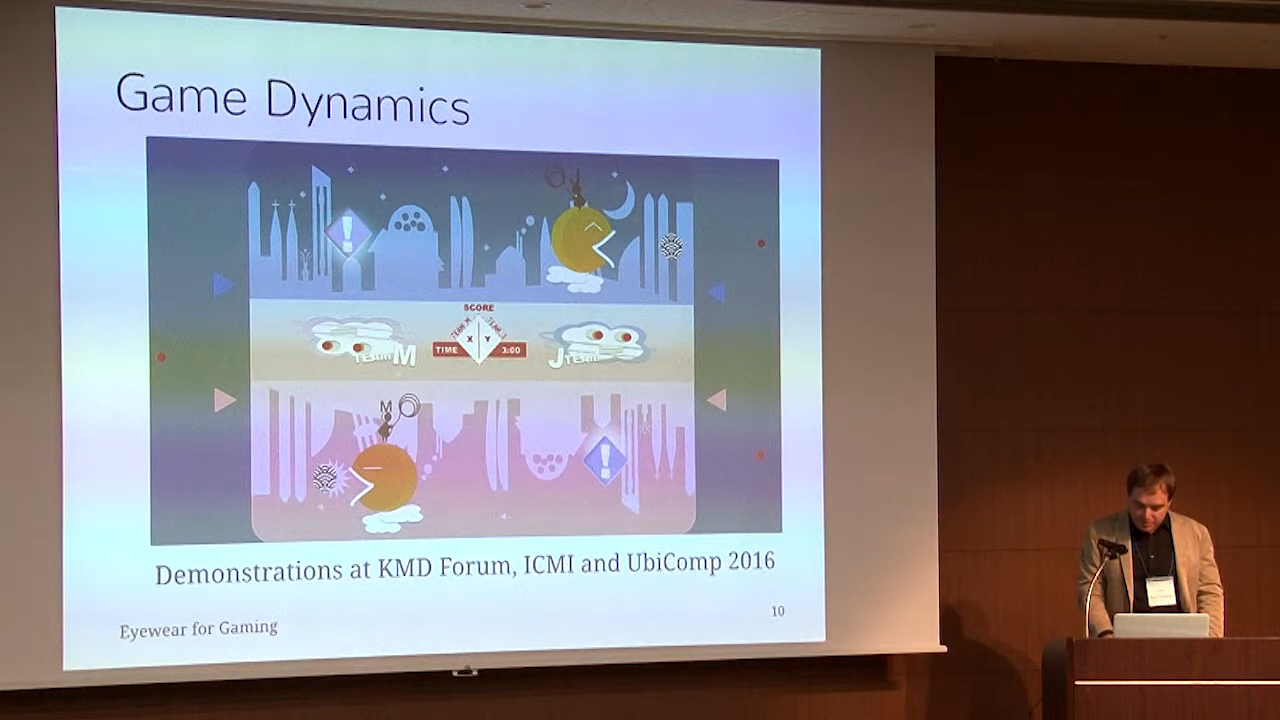 Game Dynamics
J
!
SCORE
TEAM M
X Y
TIME 3:00
TEAM M
J TEAM
M
!
Demonstrations at KMD Forum, ICMI and UbiComp 2016
10
Eyewear for Gaming